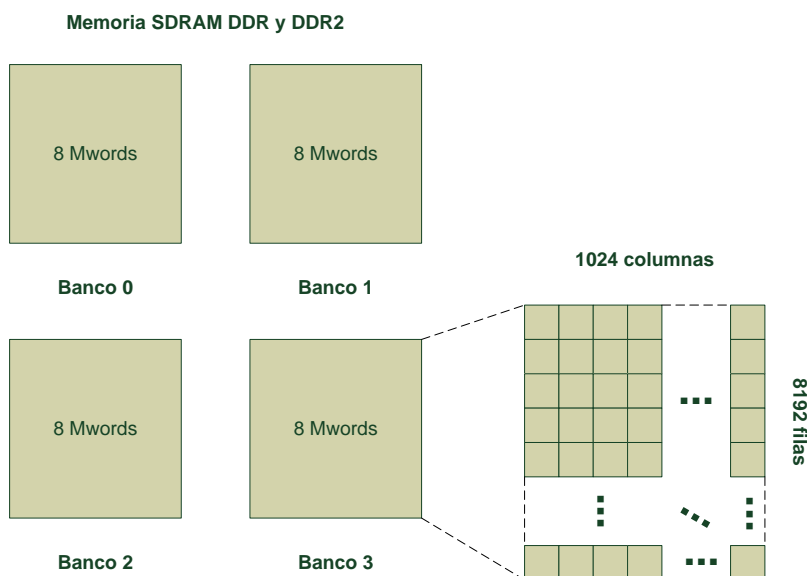 Memoria SDRAM DDR y DDR2
8 Mwords
8 Mwords
Banco 0
Banco 1
1024 columnas
8192 filas
8 Mwords
8 Mwords
Banco 2
Banco 3